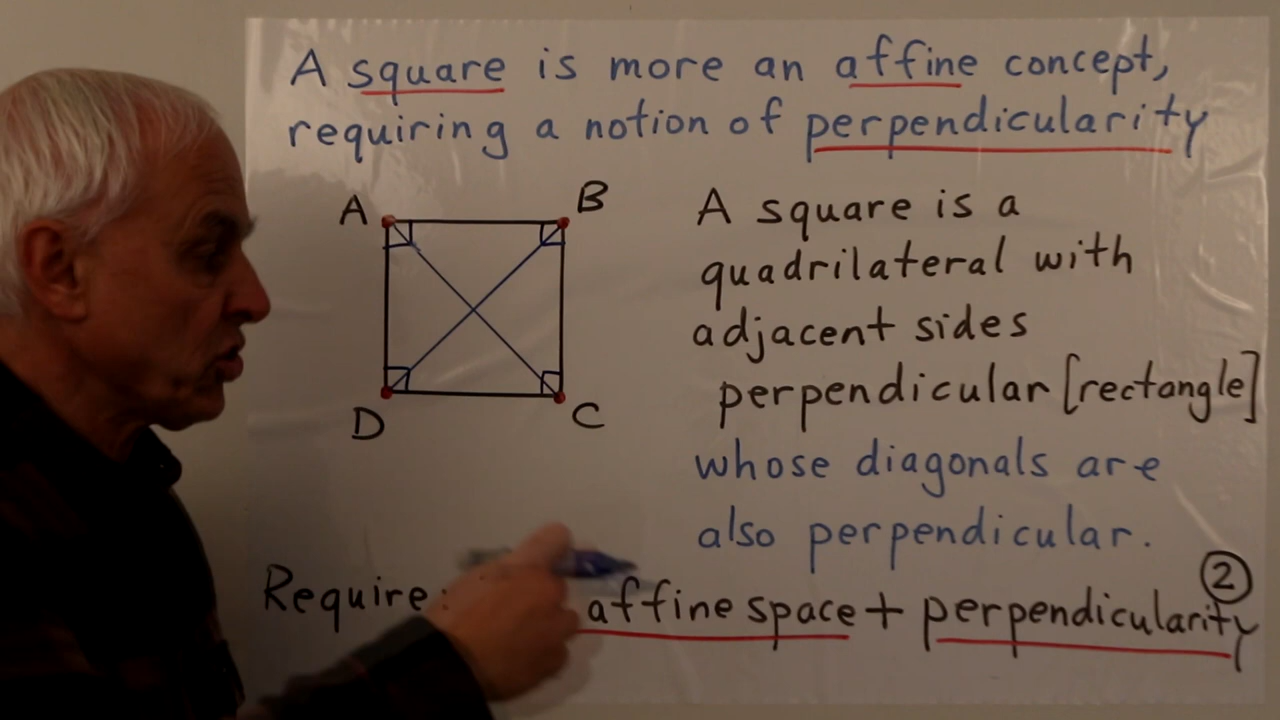 A square is more an affine concept,
requiring a notion of perpendicularity
A
B
D
C
A square is a
quadrilateral with
adjacent sides
perpendicular [rectangle]
whose diagonals are
also perpendicular.
Require: affine space + perpendicularity
2